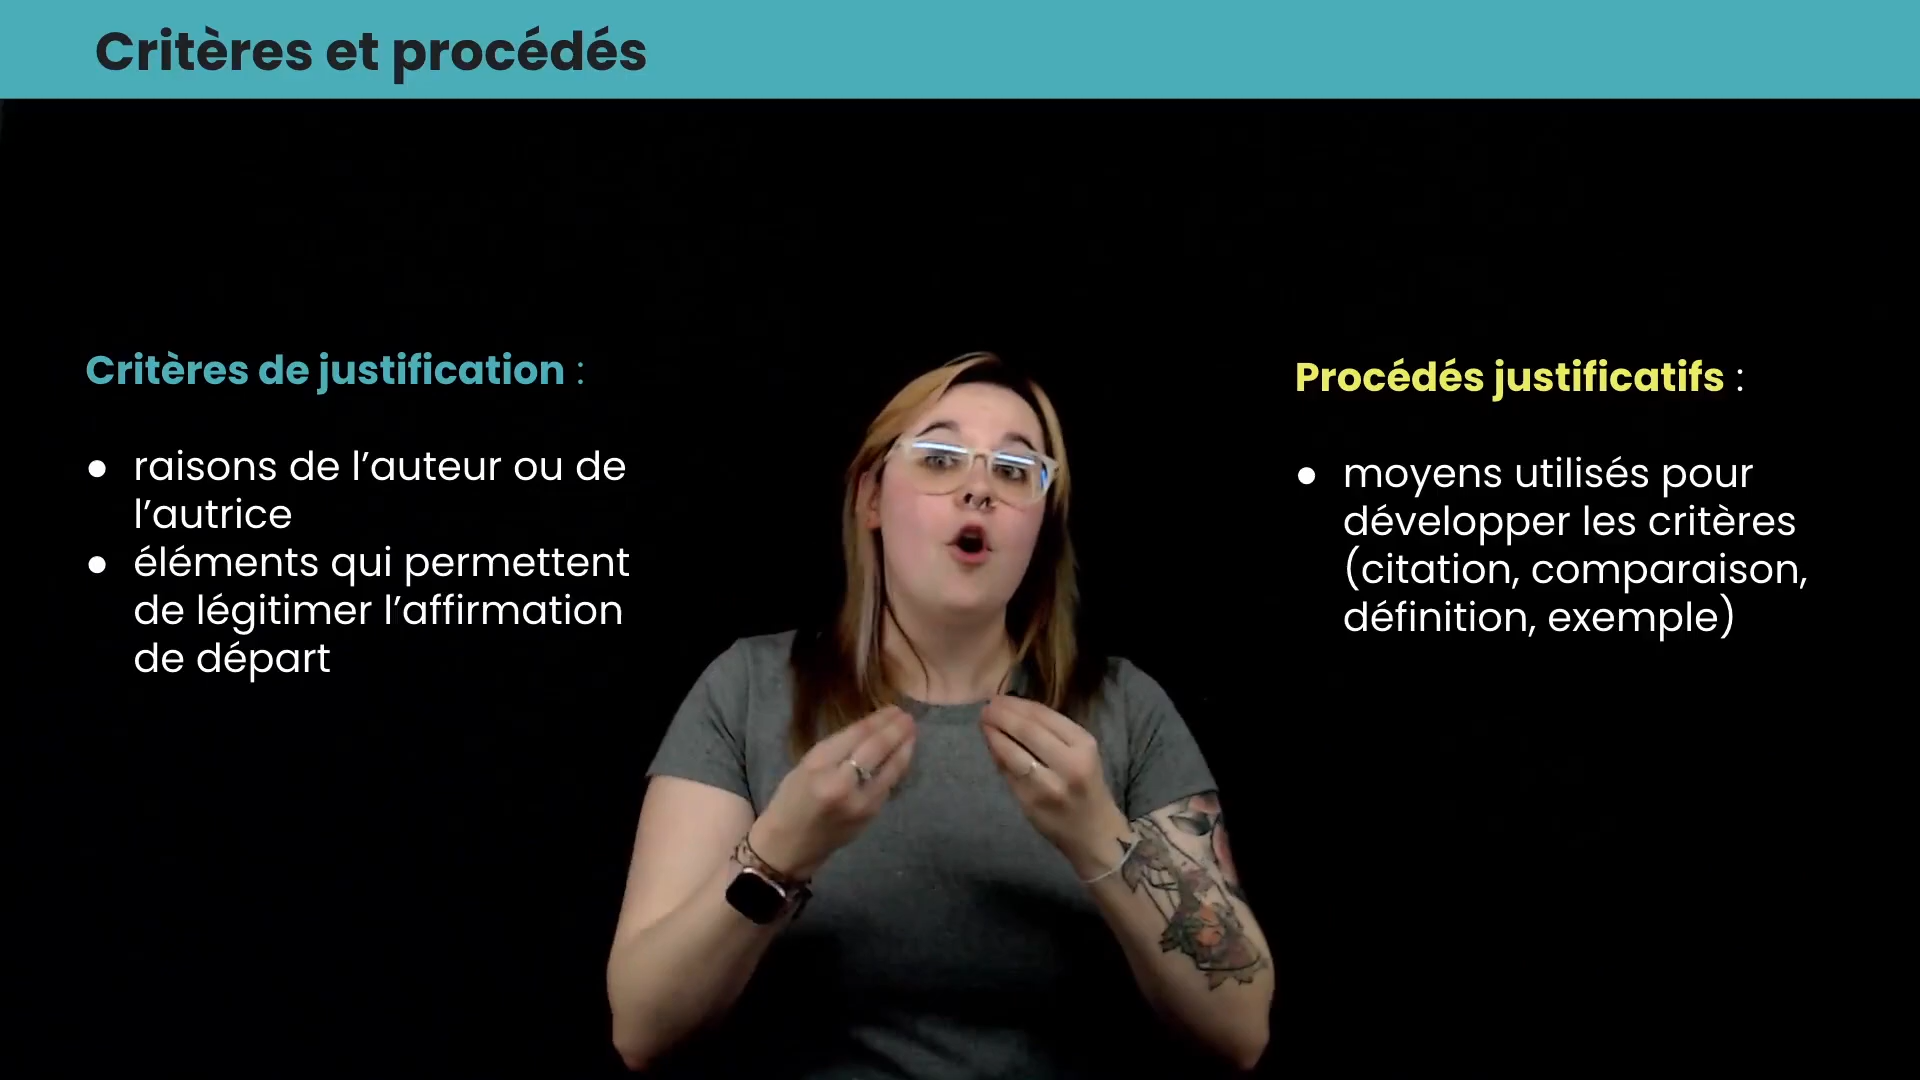 Critères et procédés
Critères de justification :
● raisons de l’auteur ou de
l’autrice
● éléments qui permettent
de légitimer l’affirmation
de départ
Procédés justificatifs :
● moyens utilisés pour
développer les critères
(citation, comparaison,
définition, exemple)